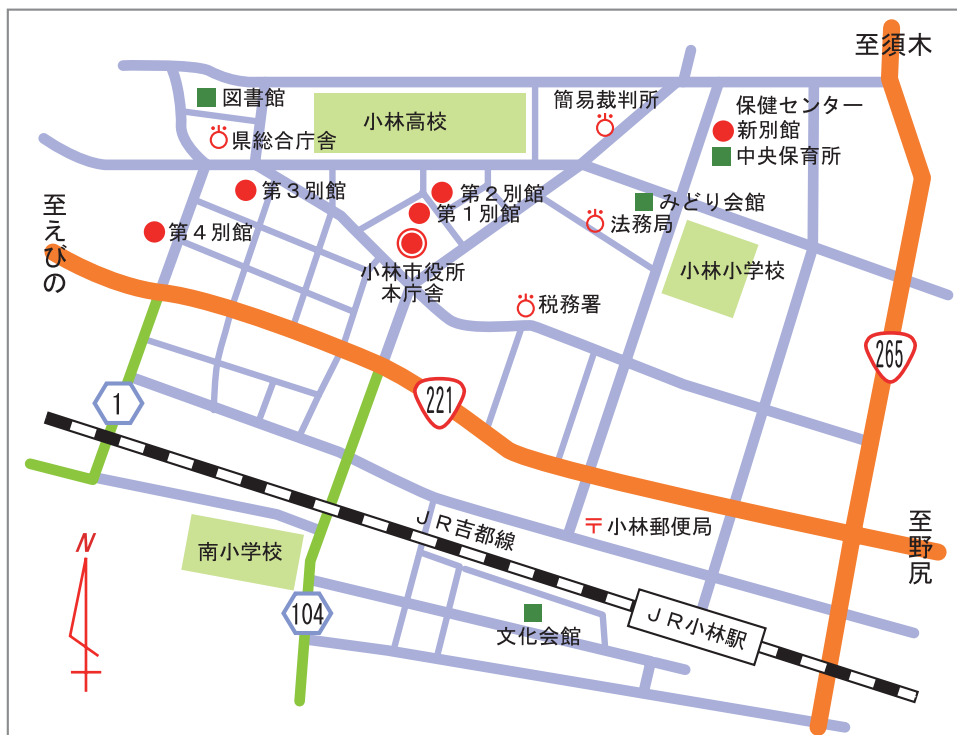 至須木
図書館
小林高校
簡易裁判所
保健センター
新別館
県総合庁舎
中央保育所
第３別館
第２別館
第１別館
みどり会館
法務局
至えびの
第４別館
小林市役所
本庁舎
小林小学校
税務署
265
221
1
ＪＲ吉都線
小林郵便局
至野尻
南小学校
N
104
文化会館
ＪＲ小林駅